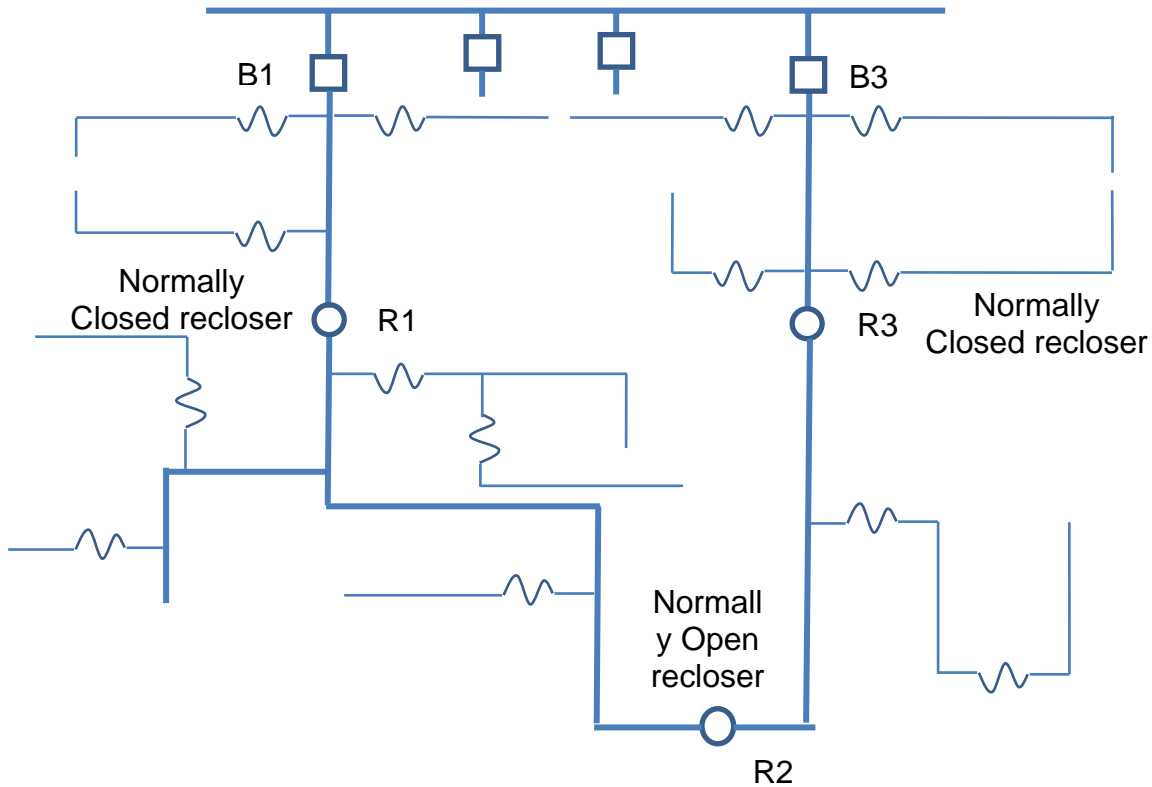 B1
B3
Normally
Closed recloser
R1
R3
Normally
Closed recloser
Normall
y Open
recloser
R2